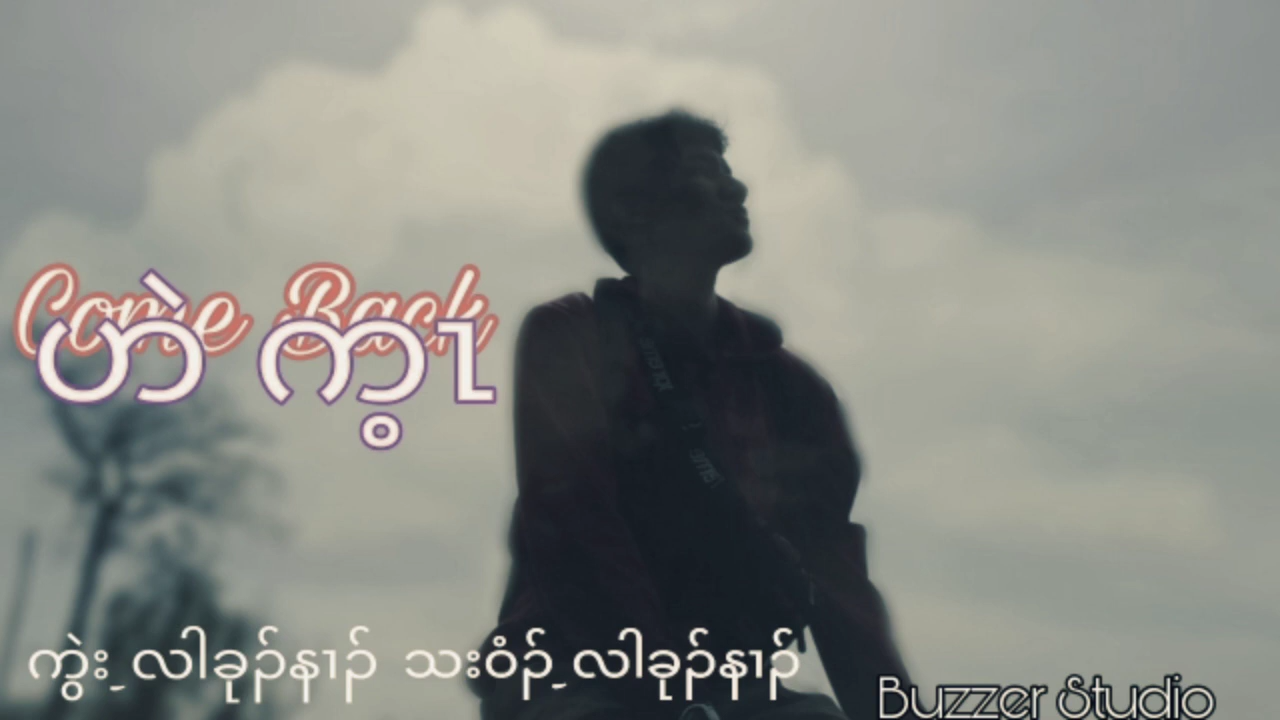 Come Back
ဟဲ က့ၤ
ကွဲး_လါခုၣ်နၤၣ် သးဝံၣ်_လါခုၣ်နၤၣ်
Buzzer Studio